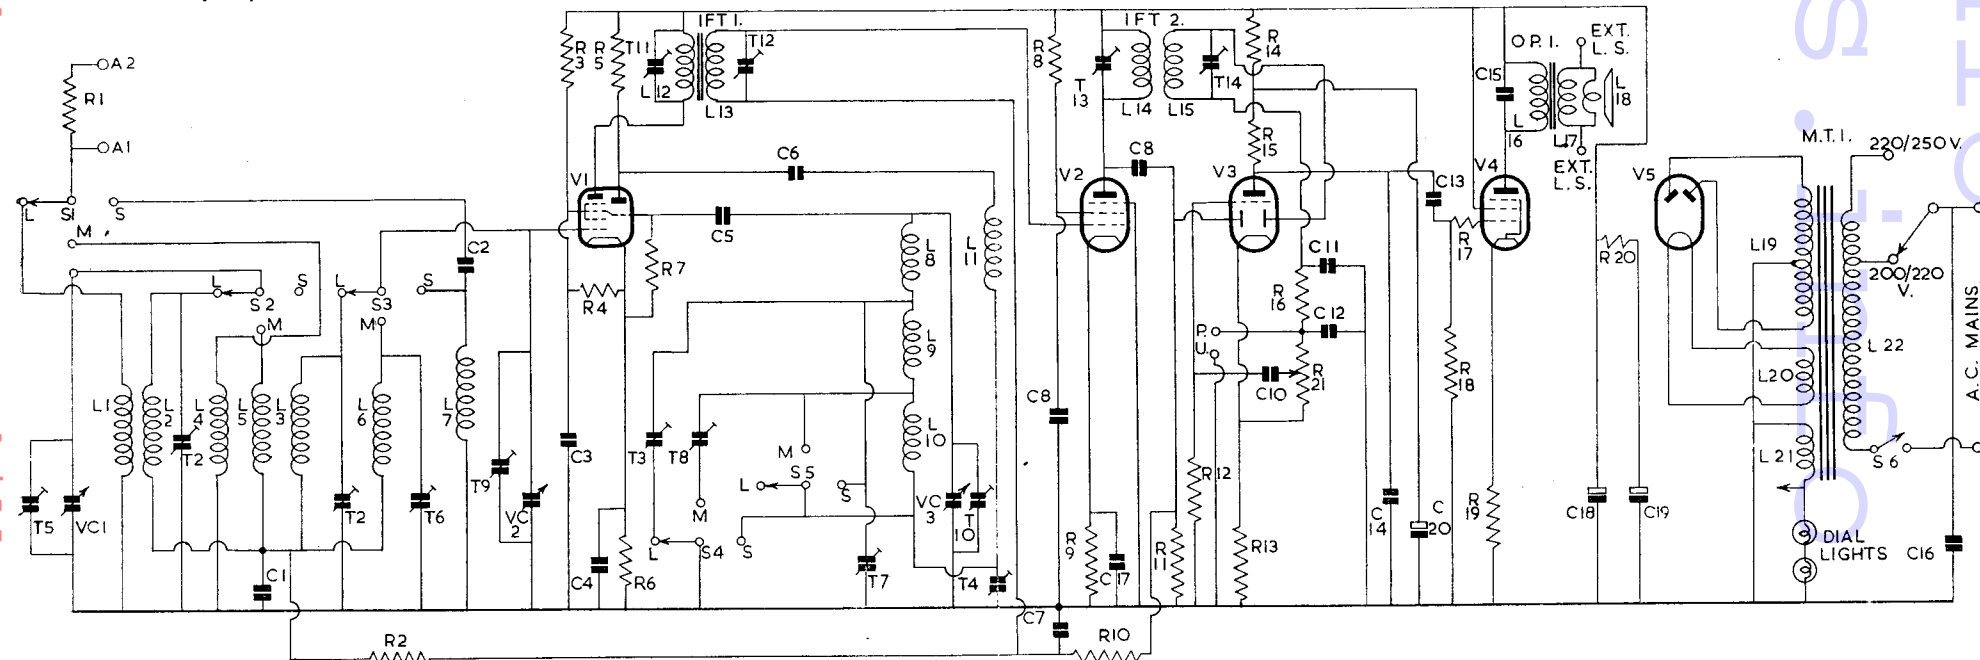 A2
R1
A1
L
S1
S
M
L
S2
S
M
L
S3
S
M
C2
L1
L2
T2
L4
L5
L3
L6
L7
T5
VC1
T2
T6
T9
VC2
C1
R2
R3
R5
T11
L12
IFT1.
T12
L13
V1
C6
C5
R4
R7
C3
C4
R6
T3
T8
M
S5
L
S
M
L
S4
S
L8
L9
L10
L11
VC3
T10
T7
T4
C7
R10
R8
T13
IFT 2.
L14
L15
T14
R14
R15
V2
C8
V3
C8
R9
C17
R11
R12
R13
P.U.
C10
R16
R21
C11
C12
C13
C14
C20
R17
R18
R19
V4
C15
OP.1.
L16
L17
EXT. L.S.
L18
EXT. L.S.
R20
C18
C19
V5
M.T.1.
L19
L20
L21
L22
220/250V.
200/220 V.
S6
A.C. MAINS
DIAL LIGHTS
C16